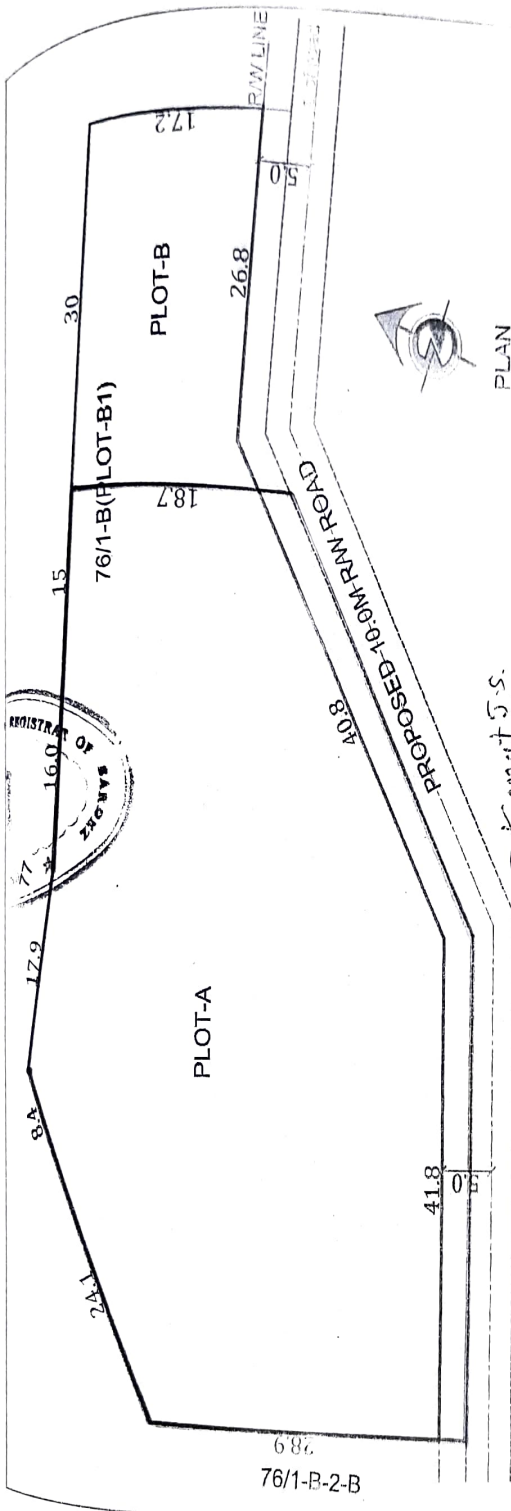 R/W LINE
17.2
5.0
30
PLOT-B
26.8
76/1-B(PLOT-B1)
18.7
15
PROPOSED-10.0M-R/W-ROAD
PLAN
REGISTRAR OF
16.0
77
40.8
17.9
PLOT-A
8.4
24.1
41.8
5.0
28.9
76/1-B-2-B